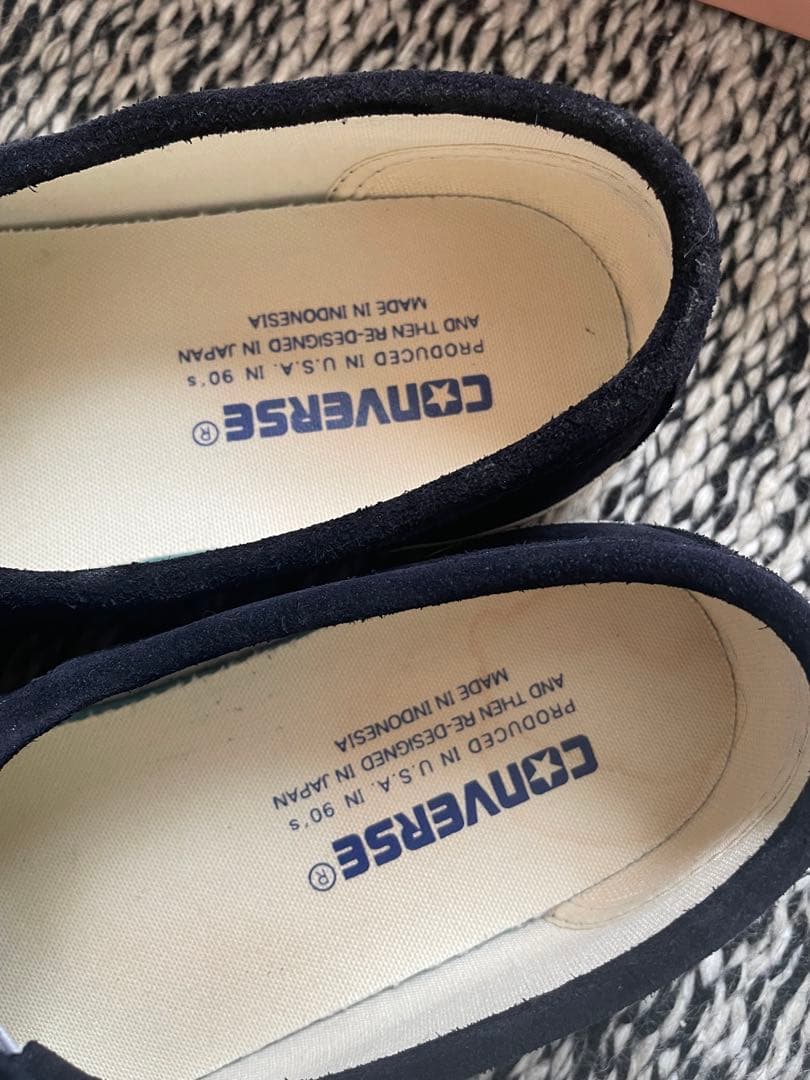 CONVERSE®
PRODUCED IN U.S.A. IN 90's
AND THEN RE-DESIGNED IN JAPAN
MADE IN INDONESIA
CONVERSE®
PRODUCED IN U.S.A. IN 90's
AND THEN RE-DESIGNED IN JAPAN
MADE IN INDONESIA